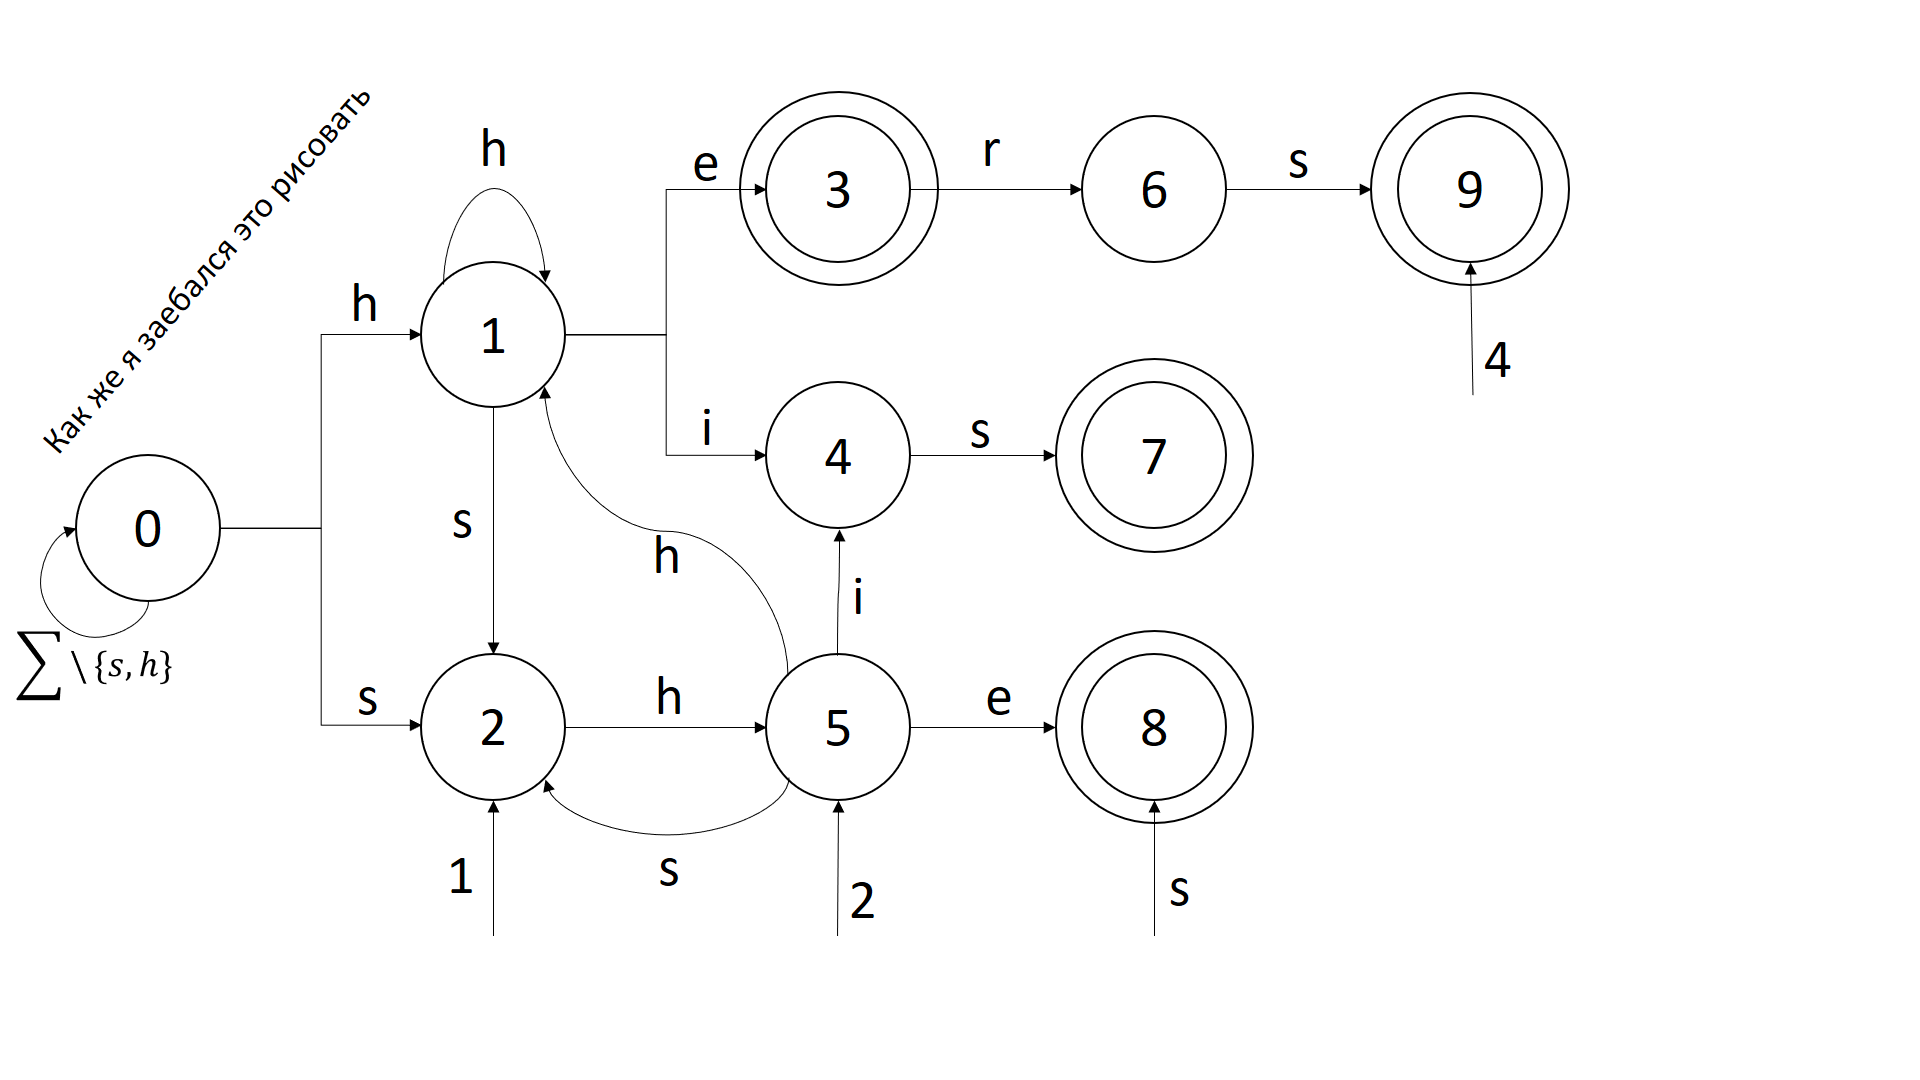 Как же я заебался это рисовать
h
e
r
s
3
6
9
h
1
4
i
s
4
7
0
s
h
i
∑ \ {s, h}
s
h
e
2
5
8
s
1
2
s